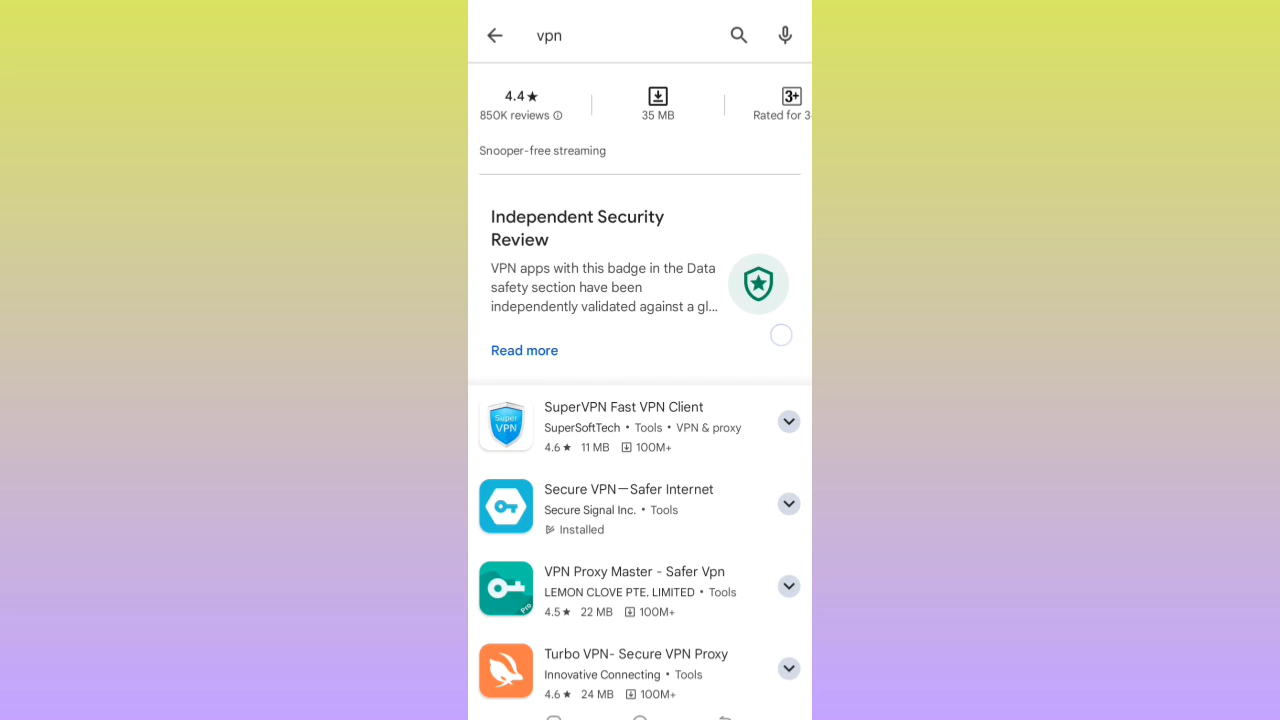 vpn
4.4★
3+
850K reviews
35 MB
Rated for 3
Snooper-free streaming
Independent Security
Review
VPN apps with this badge in the Data
safety section have been
independently validated against a gl...
Read more
Super
VPN
SuperVPN Fast VPN Client
SuperSoftTech • Tools • VPN & proxy
4.6★ 11 MB 100M+
Secure VPN—Safer Internet
Secure Signal Inc. • Tools
Installed
VPN Proxy Master - Safer Vpn
Pro
LEMON CLOVE PTE. LIMITED • Tools
4.5★ 22 MB 100M+
Turbo VPN- Secure VPN Proxy
Innovative Connecting • Tools
4.6★ 24 MB 100M+